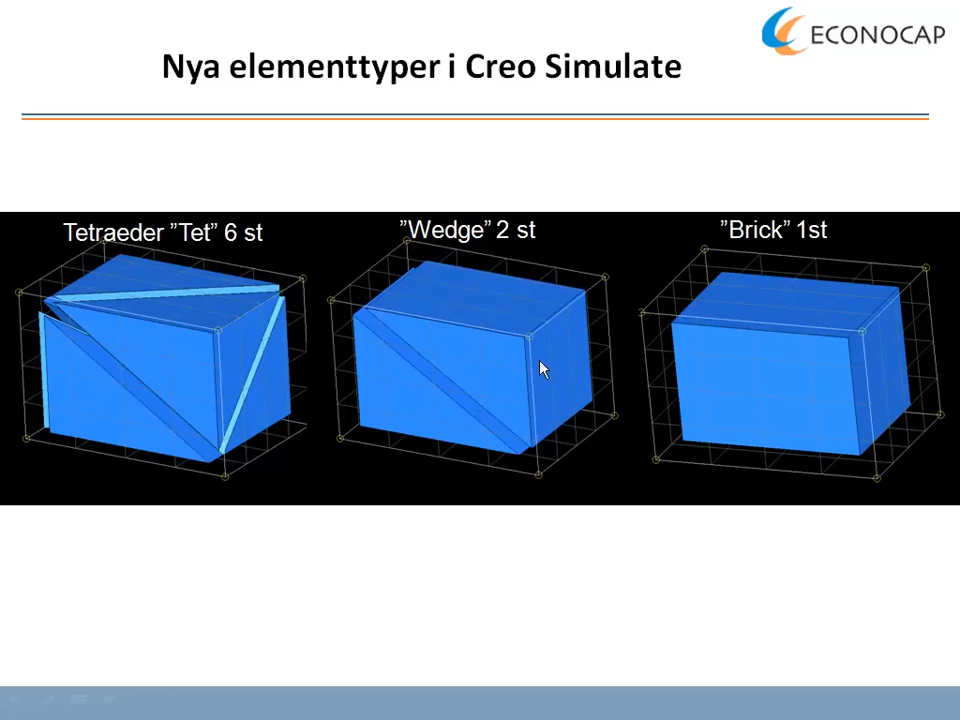 ECONOCAP
Nya elementtyper i Creo Simulate
Tetraeder ”Tet” 6 st
”Wedge” 2 st
”Brick” 1st